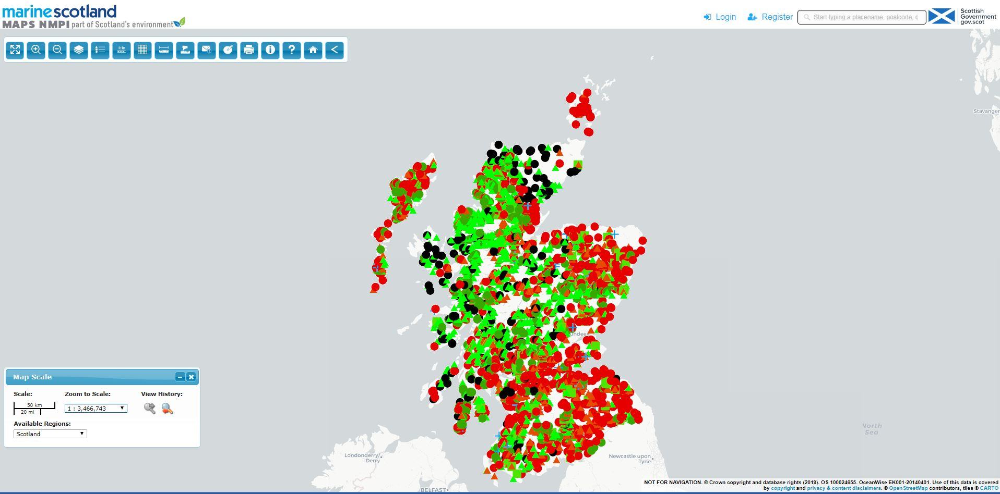 marinescotland
MAPS NMPI part of Scotland's environment
Login
Register
Start typing a placename, postcode, c
Scottish
Government
gov.scot
1:1x
Stavanger
Map Scale
Scale:
Zoom to Scale:
View History:
50 km
20 mi
1 : 3,466,743
Available Regions:
Scotland
undee
North
Sea
Londonderry/
Derry
Newcastle upon
Tyne
BELFAST
NOT FOR NAVIGATION. © Crown copyright and database rights (2019). OS 100024655. OceanWise EK001-20140401. Use of this data is covered
by copyright and privacy & content disclaimers. © OpenStreetMap contributors, tiles © CARTO